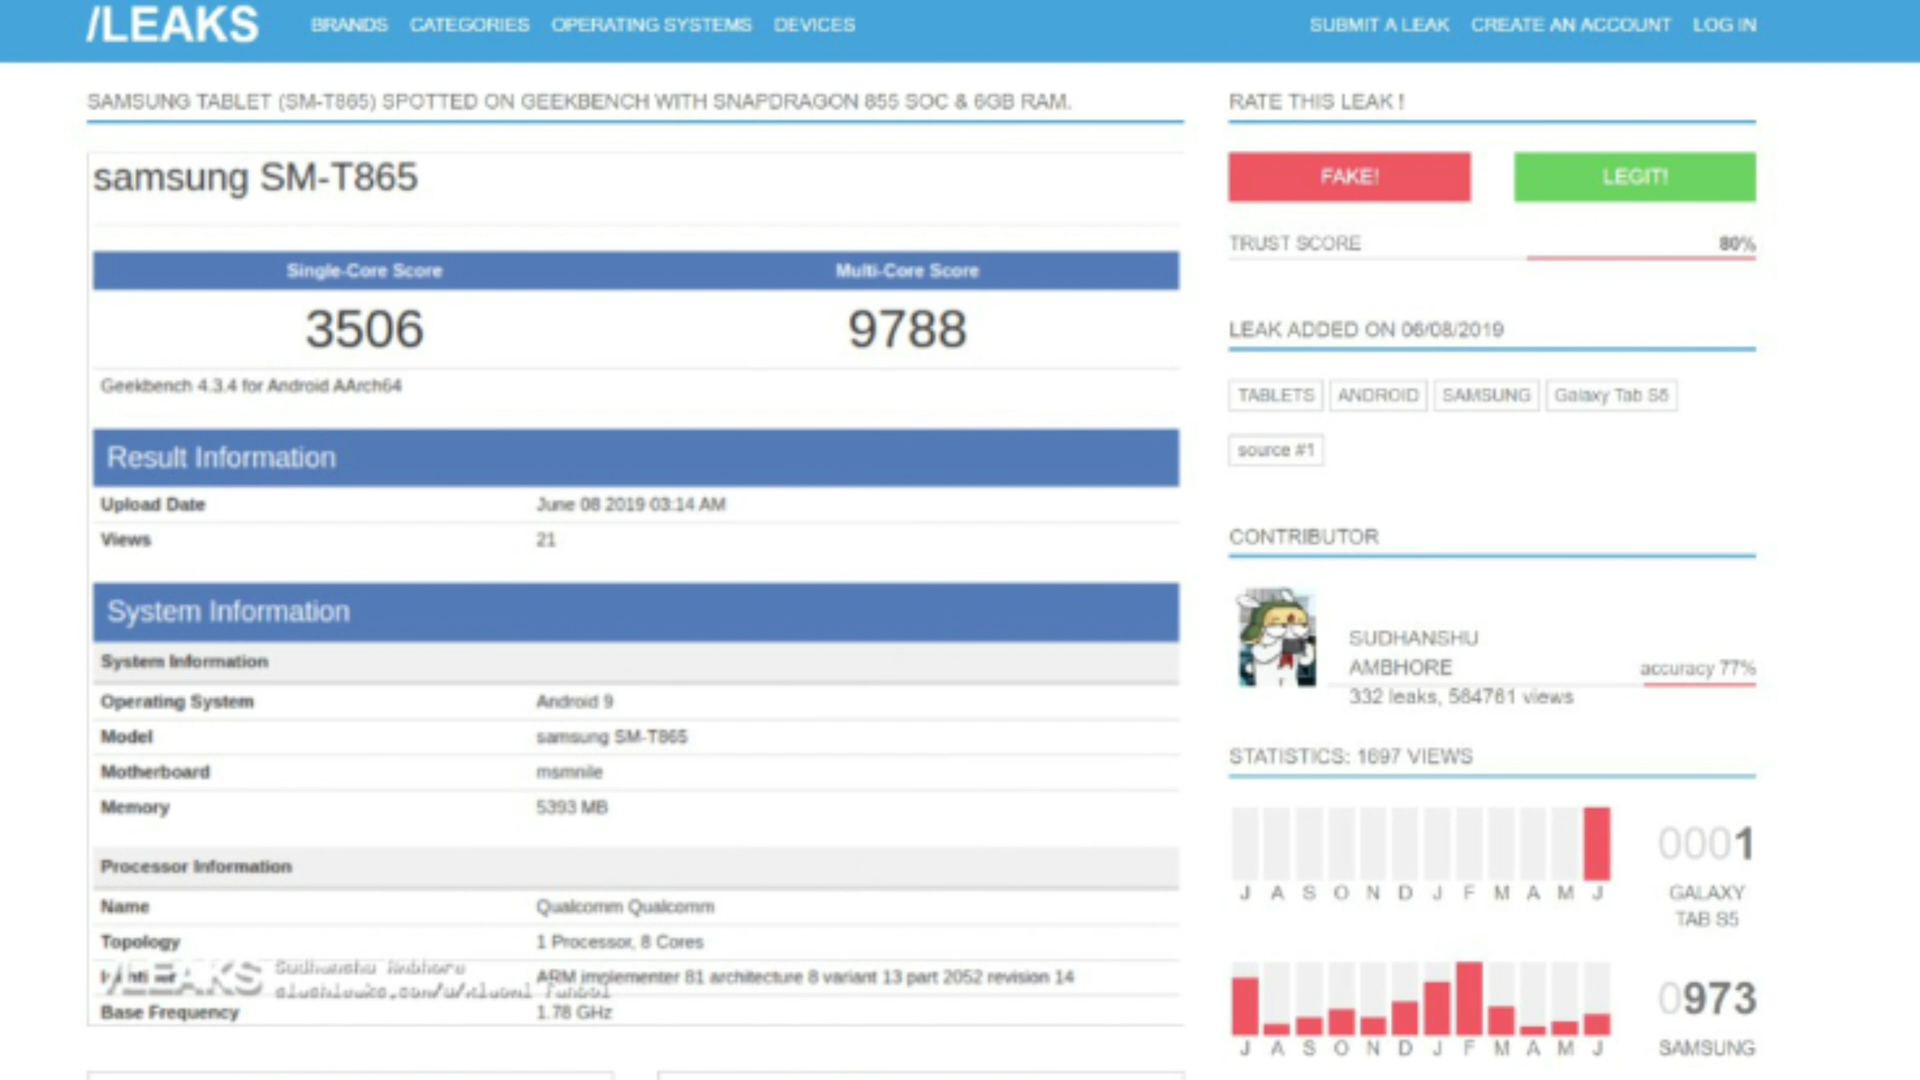 /LEAKS
BRANDS CATEGORIES OPERATING SYSTEMS DEVICES
SUBMIT A LEAK CREATE AN ACCOUNT LOG IN
SAMSUNG TABLET (SM-T865) SPOTTED ON GEEKBENCH WITH SNAPDRAGON 855 SOC & 6GB RAM.
samsung SM-T865
Single-Core Score Multi-Core Score
3506 9788
Geekbench 4.3.4 for Android AArch64
Result Information
Upload Date June 08 2019 03:14 AM
Views 21
System Information
System Information
Operating System Android 9
Model samsung SM-T865
Motherboard msmnile
Memory 5393 MB
Processor Information
Name Qualcomm Qualcomm
Topology 1 Processor, 8 Cores
ARM implementer 81 architecture 8 variant 13 part 2052 revision 14
/LEAKS Sudhanshu Ambhore
Base Frequency 1.78 GHz
RATE THIS LEAK !
FAKE! LEGIT!
TRUST SCORE 80%
LEAK ADDED ON 06/08/2019
TABLETS ANDROID SAMSUNG Galaxy Tab S5
source #1
CONTRIBUTOR
SUDHANSHU
AMBHORE accuracy 77%
332 leaks, 564761 views
STATISTICS: 1697 VIEWS
0001
J A S O N D J F M A M J
GALAXY
TAB S5
0973
J A S O N D J F M A M J
SAMSUNG